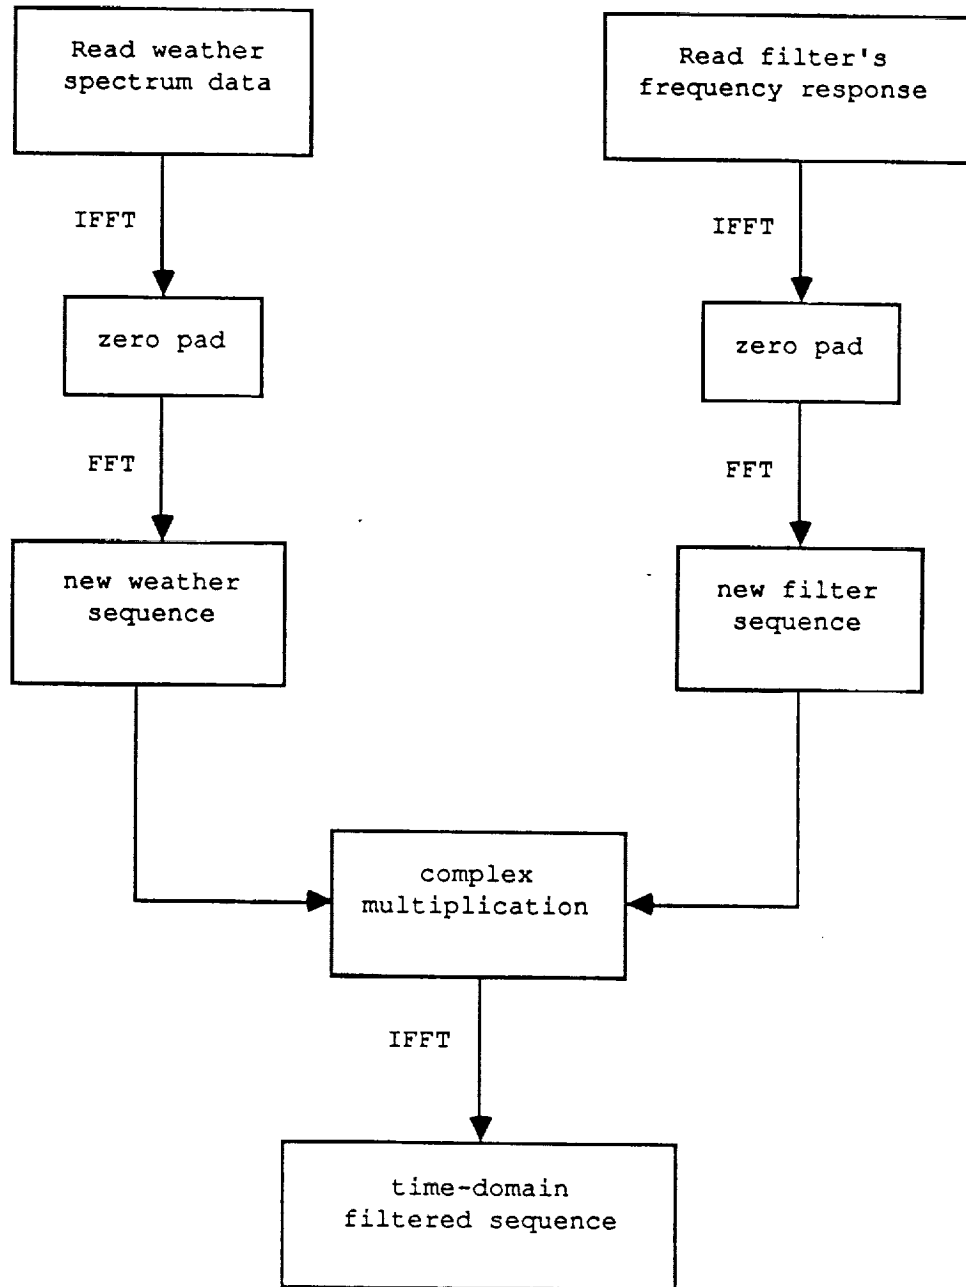 Read weather
spectrum data
Read filter's
frequency response
IFFT
IFFT
zero pad
zero pad
FFT
FFT
new weather
sequence
new filter
sequence
complex
multiplication
IFFT
time-domain
filtered sequence